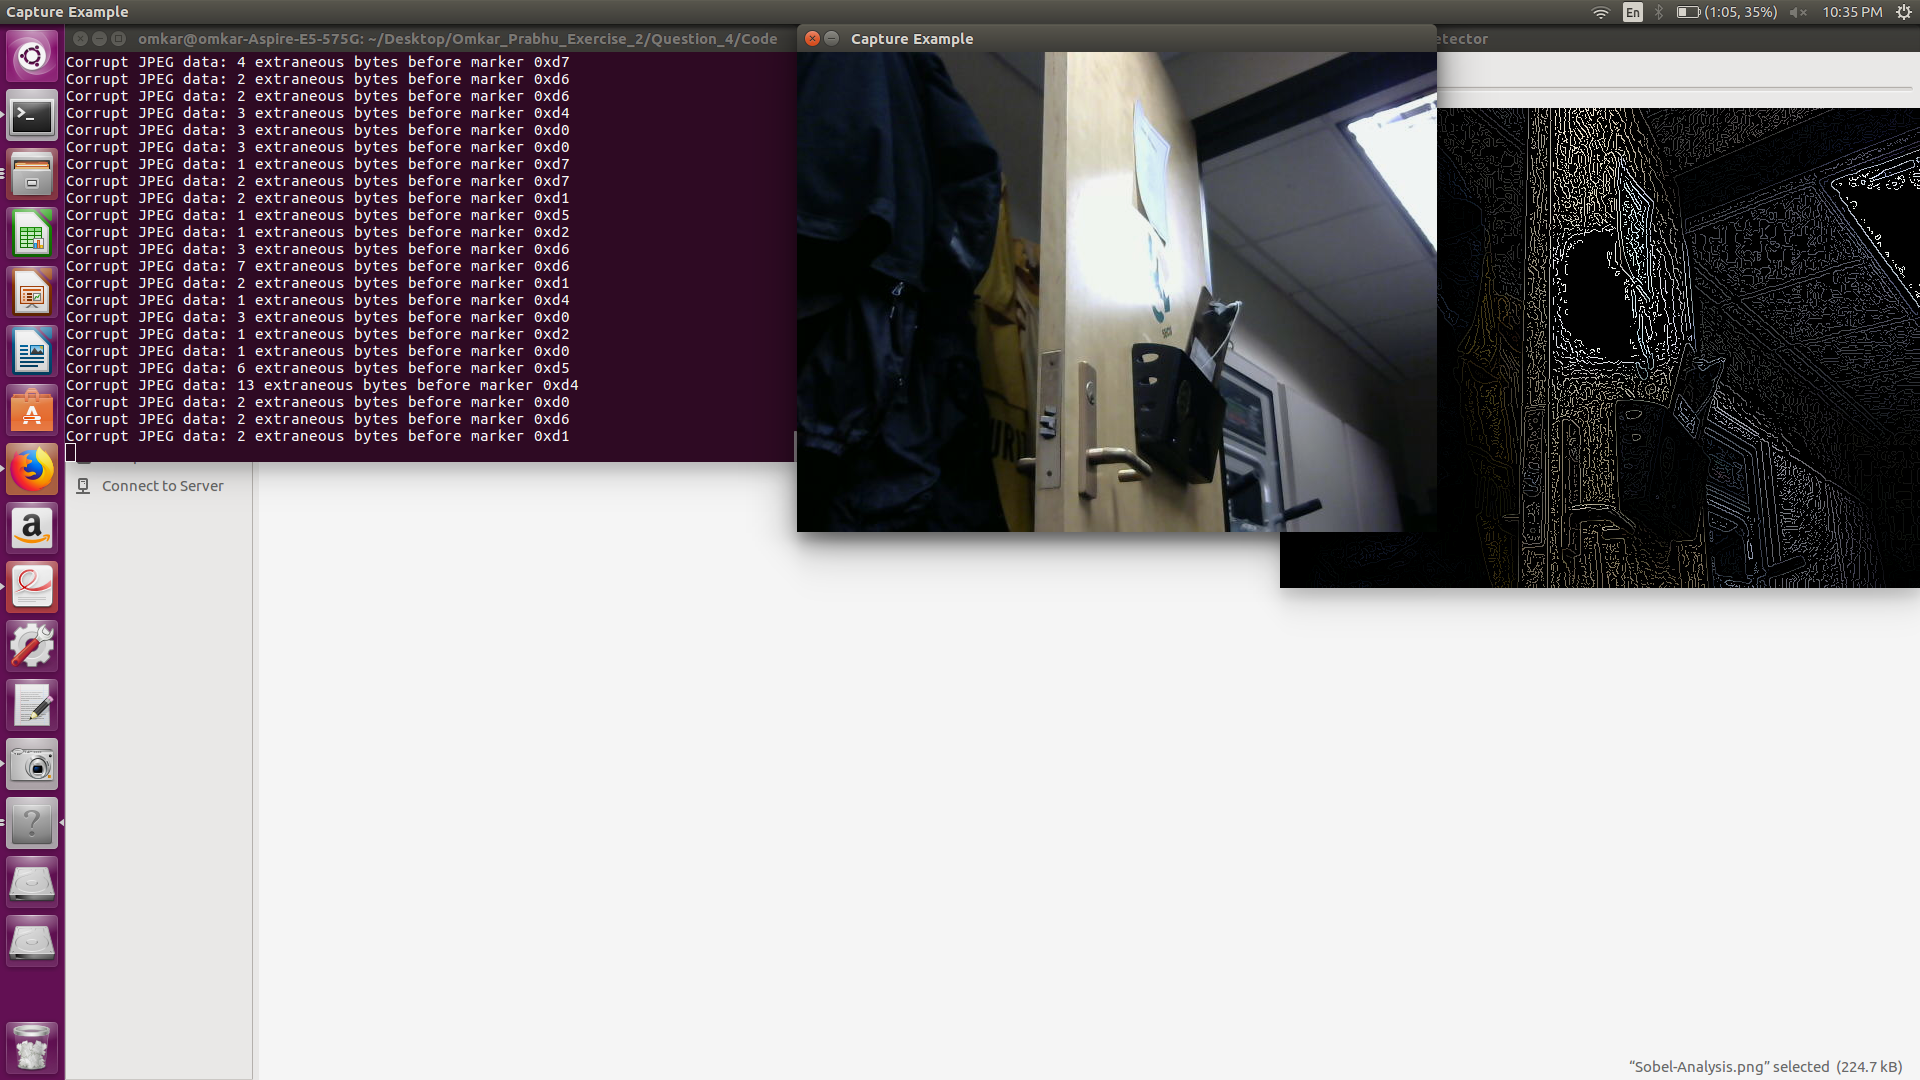 Capture Example
En
(1:05, 35%)
10:35 PM
omkar@omkar-Aspire-E5-575G: ~/Desktop/Omkar_Prabhu_Exercise_2/Question_4/Code
Corrupt JPEG data: 4 extraneous bytes before marker 0xd7
Corrupt JPEG data: 2 extraneous bytes before marker 0xd6
Corrupt JPEG data: 2 extraneous bytes before marker 0xd6
Corrupt JPEG data: 3 extraneous bytes before marker 0xd4
Corrupt JPEG data: 3 extraneous bytes before marker 0xd0
Corrupt JPEG data: 3 extraneous bytes before marker 0xd0
Corrupt JPEG data: 1 extraneous bytes before marker 0xd7
Corrupt JPEG data: 2 extraneous bytes before marker 0xd7
Corrupt JPEG data: 2 extraneous bytes before marker 0xd1
Corrupt JPEG data: 1 extraneous bytes before marker 0xd5
Corrupt JPEG data: 1 extraneous bytes before marker 0xd2
Corrupt JPEG data: 3 extraneous bytes before marker 0xd6
Corrupt JPEG data: 7 extraneous bytes before marker 0xd6
Corrupt JPEG data: 2 extraneous bytes before marker 0xd1
Corrupt JPEG data: 1 extraneous bytes before marker 0xd4
Corrupt JPEG data: 3 extraneous bytes before marker 0xd0
Corrupt JPEG data: 1 extraneous bytes before marker 0xd2
Corrupt JPEG data: 1 extraneous bytes before marker 0xd0
Corrupt JPEG data: 6 extraneous bytes before marker 0xd5
Corrupt JPEG data: 13 extraneous bytes before marker 0xd4
Corrupt JPEG data: 2 extraneous bytes before marker 0xd0
Corrupt JPEG data: 2 extraneous bytes before marker 0xd6
Corrupt JPEG data: 2 extraneous bytes before marker 0xd1
Connect to Server
Capture Example
etector
“Sobel-Analysis.png” selected (224.7 kB)